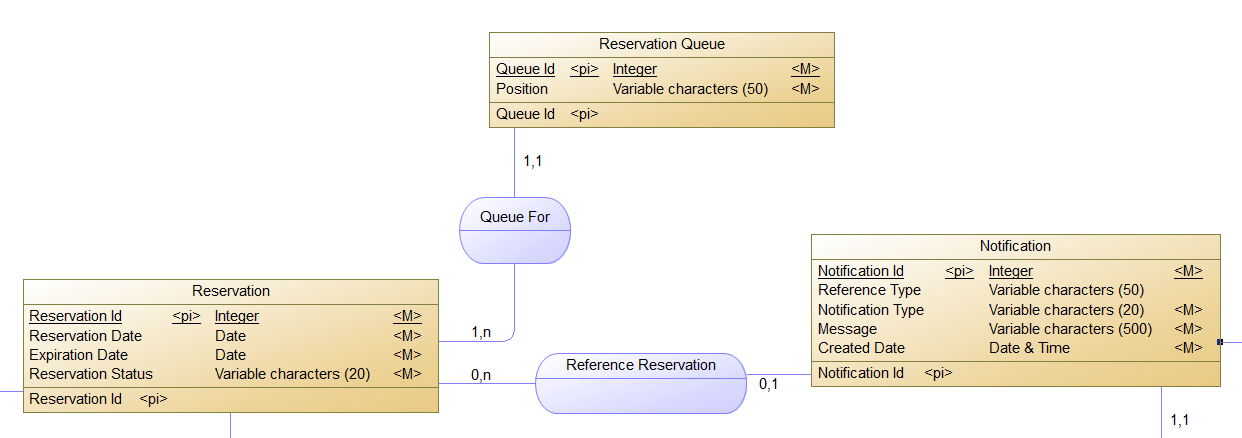 Reservation Queue
Queue Id <pi> Integer <M>
Position Variable characters (50) <M>
Queue Id <pi>
1,1
Queue For
1,n
Reservation
Reservation Id <pi> Integer <M>
Reservation Date Date <M>
Expiration Date Date <M>
Reservation Status Variable characters (20) <M>
Reservation Id <pi>
0,n
Reference Reservation
0,1
Notification
Notification Id <pi> Integer <M>
Reference Type Variable characters (50)
Notification Type Variable characters (20) <M>
Message Variable characters (500) <M>
Created Date Date & Time <M>
Notification Id <pi>
1,1